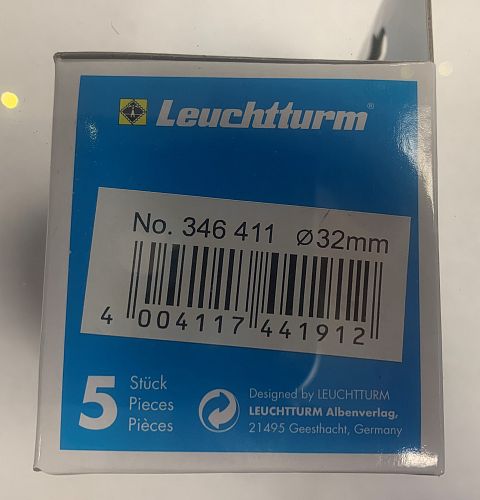 Leuchtturm®
No. 346 411 Ø32mm
4 004117 441912
5 Stück
Pieces
Pièces
Designed by LEUCHTTURM
LEUCHTTURM Albenverlag,
21495 Geesthacht, Germany